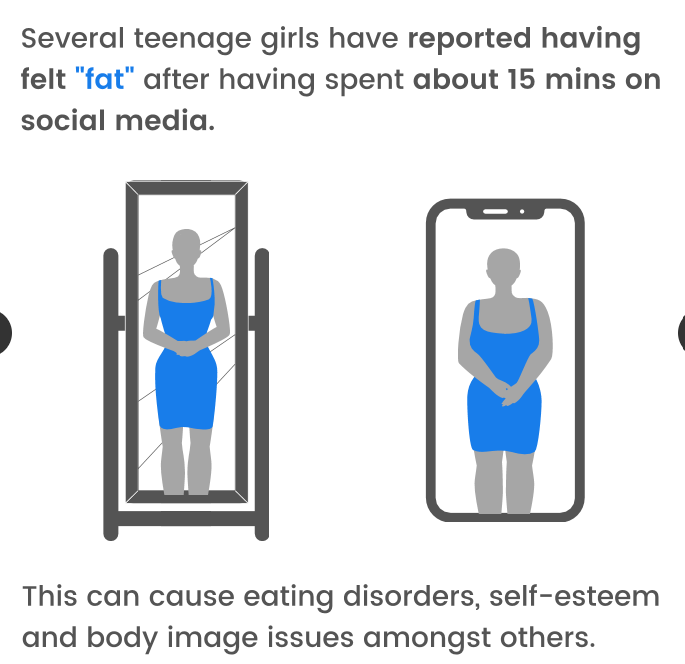 Several teenage girls have reported having
felt "fat" after having spent about 15 mins on
social media.
This can cause eating disorders, self-esteem
and body image issues amongst others.